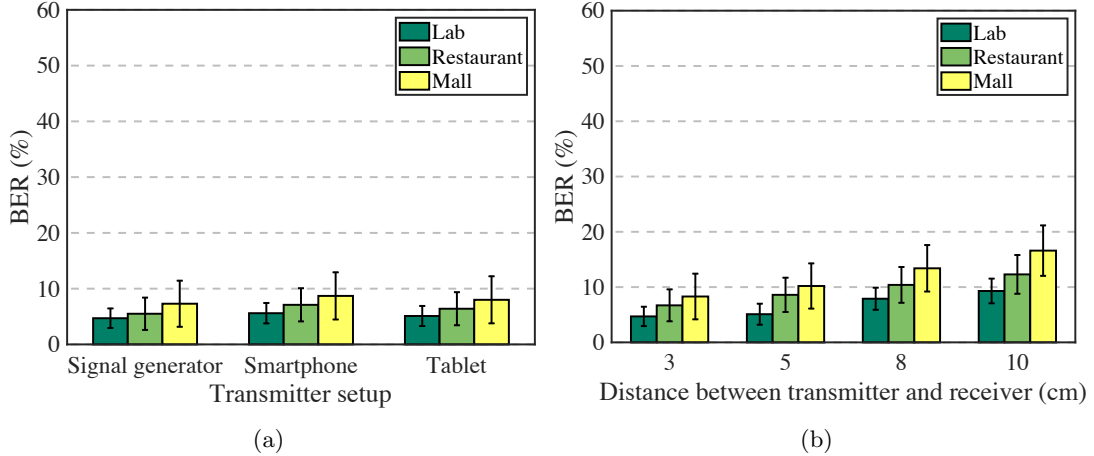 60
50
40
30
20
10
0
BER (%)
Lab
Restaurant
Mall
Signal generator Smartphone Tablet
Transmitter setup
(a)
60
50
40
30
20
10
0
BER (%)
Lab
Restaurant
Mall
3 5 8 10
Distance between transmitter and receiver (cm)
(b)